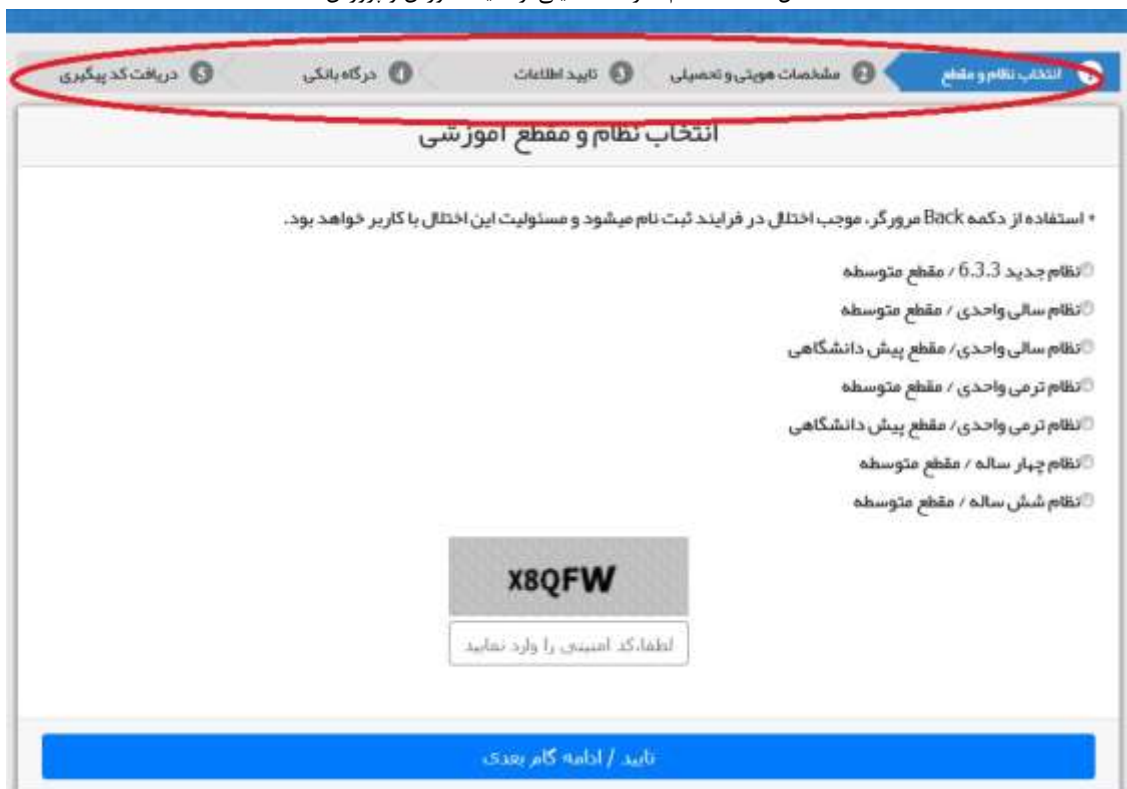 انتخاب نظام و مقطع 2 مشخصات هویتی و تحصیلی 3 تایید اطلاعات 4 درگاه بانکی 5 دریافت کد پیگیری
انتخاب نظام و مقطع آموزشی
* استفاده از دکمه Back مرورگر، موجب اختلال در فرایند ثبت نام میشود و مسئولیت این اختلال با کاربر خواهد بود.
نظام جدید 6.3.3 / مقطع متوسطه
نظام سالی واحدی / مقطع متوسطه
نظام سالی واحدی/ مقطع پیش دانشگاهی
نظام ترمی واحدی / مقطع متوسطه
نظام ترمی واحدی/ مقطع پیش دانشگاهی
نظام چهار ساله / مقطع متوسطه
نظام شش ساله / مقطع متوسطه
X8QFW
لطفا،کد امنیتی را وارد نمایید
تایید / ادامه گام بعدی